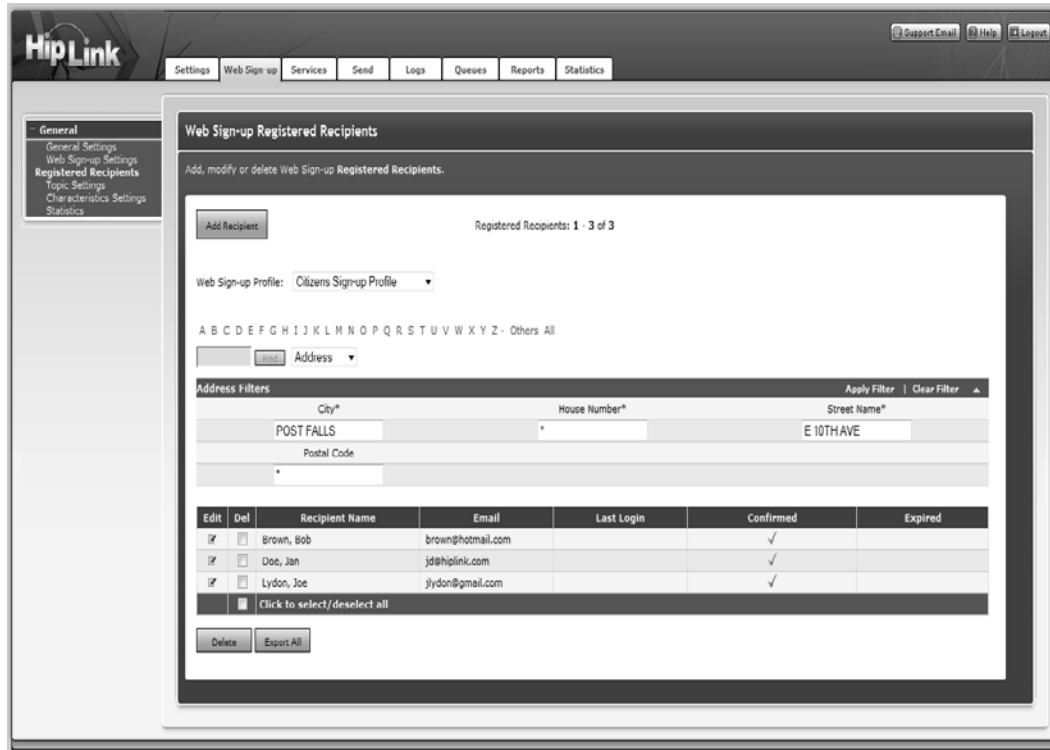 HipLink
Support Email Help Logout
Settings Web Sign-up Services Send Logs Queues Reports Statistics
General
General Settings
Web Sign-up Settings
Registered Recipients
Topic Settings
Characteristics Settings
Statistics
Web Sign-up Registered Recipients
Add, modify or delete Web Sign-up Registered Recipients.
Add Recipient
Registered Recipients: 1 - 3 of 3
Web Sign-up Profile: Citizens Sign-up Profile
A B C D E F G H I J K L M N O P Q R S T U V W X Y Z - Others All
Find Address
Address Filters Apply Filter | Clear Filter
City* House Number* Street Name*
POST FALLS * E 10TH AVE
Postal Code
*
Edit Del Recipient Name Email Last Login Confirmed Expired
Brown, Bob brown@hotmail.com
Doe, Jan jd@hiplink.com
Lydon, Joe jlydon@gmail.com
Click to select/deselect all
Delete Export All